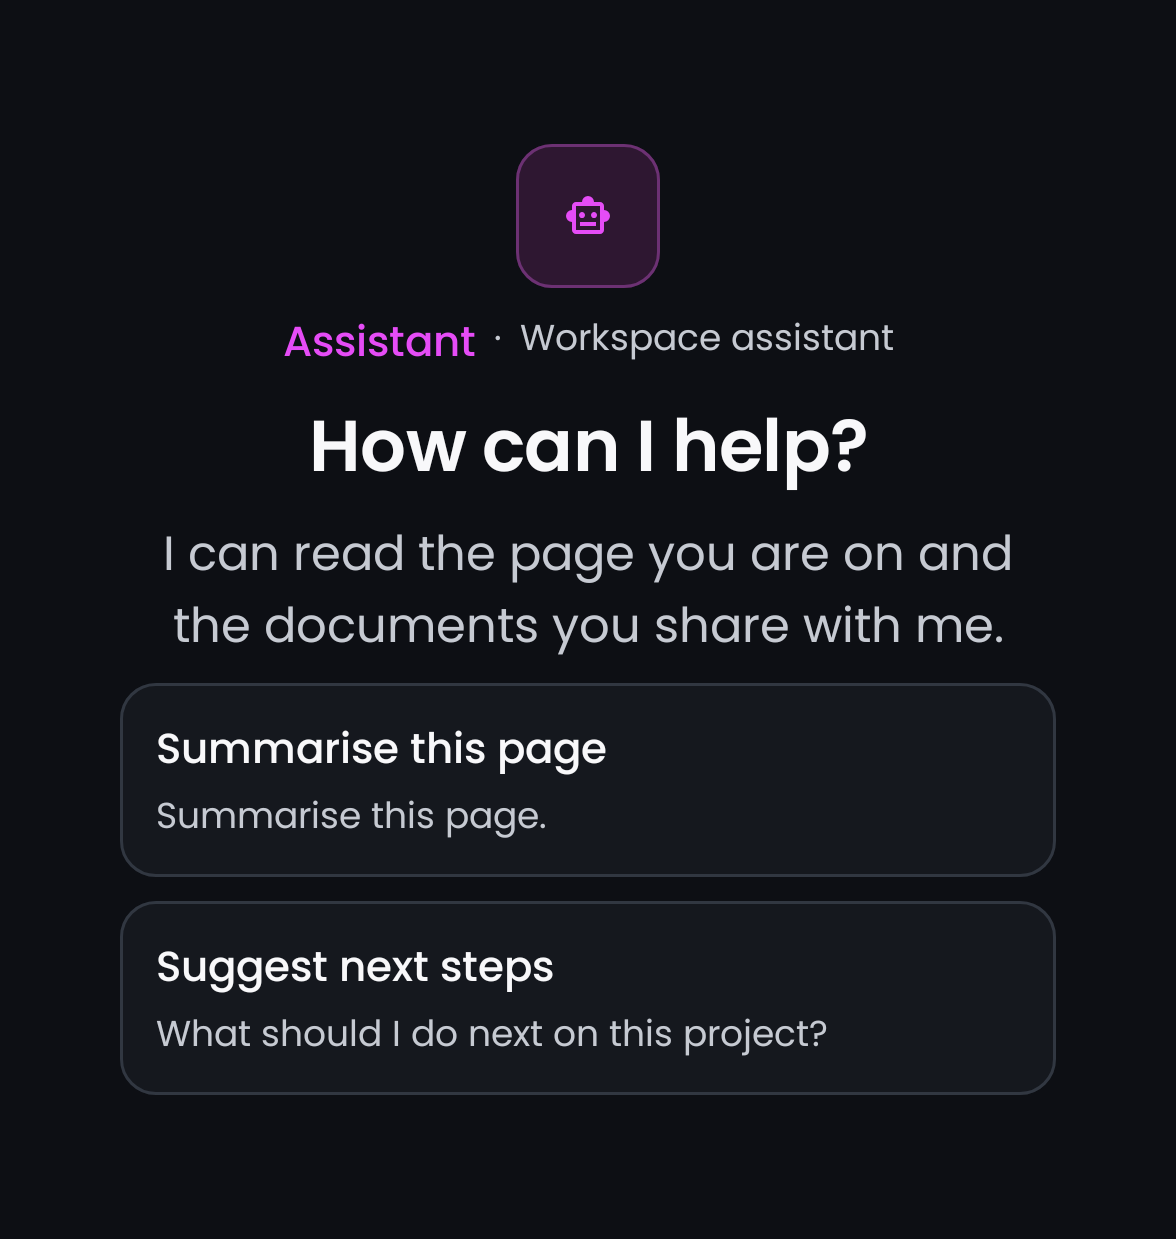 Assistant · Workspace assistant
How can I help?
I can read the page you are on and
the documents you share with me.
Summarise this page
Summarise this page.
Suggest next steps
What should I do next on this project?